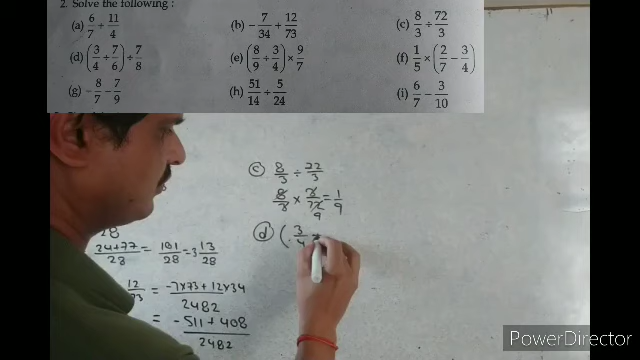 2. Solve the following :
(a) 6/7 + 11/4 (b) -7/34 + 12/73 (c) 8/3 ÷ 72/3
(d) (3/4 + 7/6) ÷ 7/8 (e) (8/9 ÷ 3/4) × 9/7 (f) 1/5 × (2/7 − 3/4)
(g) -8/7 − 7/9 (h) 51/14 + 5/24 (i) 6/7 − 3/10
24+77/28 = 101/28 = 3 13/28
12 = -7×73 + 12×34/2482
= -511 + 408/2482
(c) 8/3 ÷ 72/3
8/3 × 3/72 = 1/9
9
(d) (3/4
PowerDirector